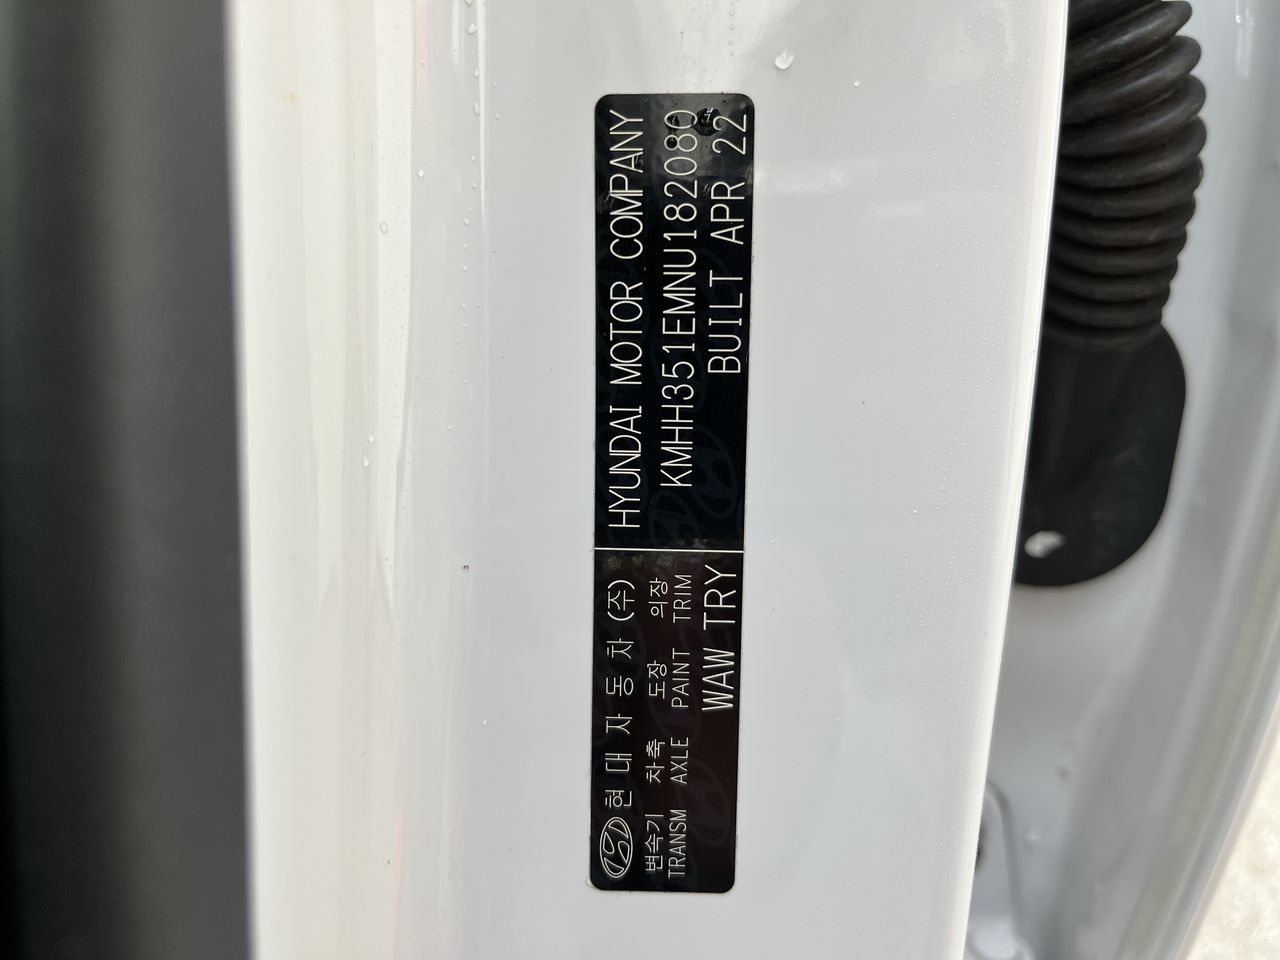 현대자동차(주)
변속기 차축 도장 의장
TRANSM AXLE PAINT TRIM
WAW TRY
HYUNDAI MOTOR COMPANY
KMHH351EMNU182080
BUILT APR 22